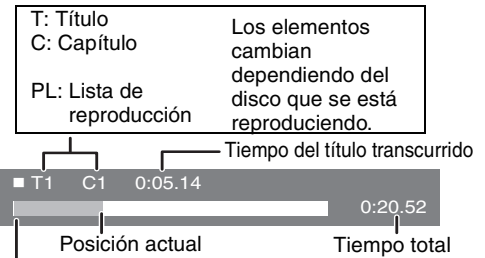 T: Título
C: Capítulo
PL: Lista de
reproducción
Los elementos
cambian
dependiendo del
disco que se está
reproduciendo.
Tiempo del título transcurrido
T1 C1 0:05.14
0:20.52
Posición actual
Tiempo total